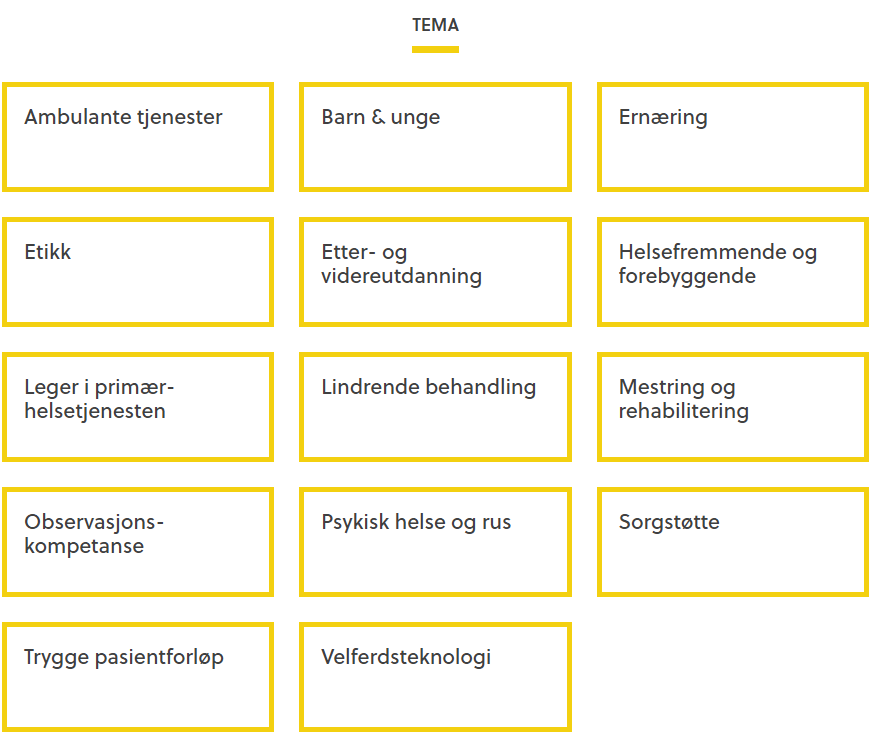 TEMA
Ambulante tjenester
Barn & unge
Ernæring
Etikk
Etter- og
videreutdanning
Helsefremmende og
forebyggende
Leger i primær-
helsetjenesten
Lindrende behandling
Mestring og
rehabilitering
Observasjons-
kompetanse
Psykisk helse og rus
Sorgstøtte
Trygge pasientforløp
Velferdsteknologi